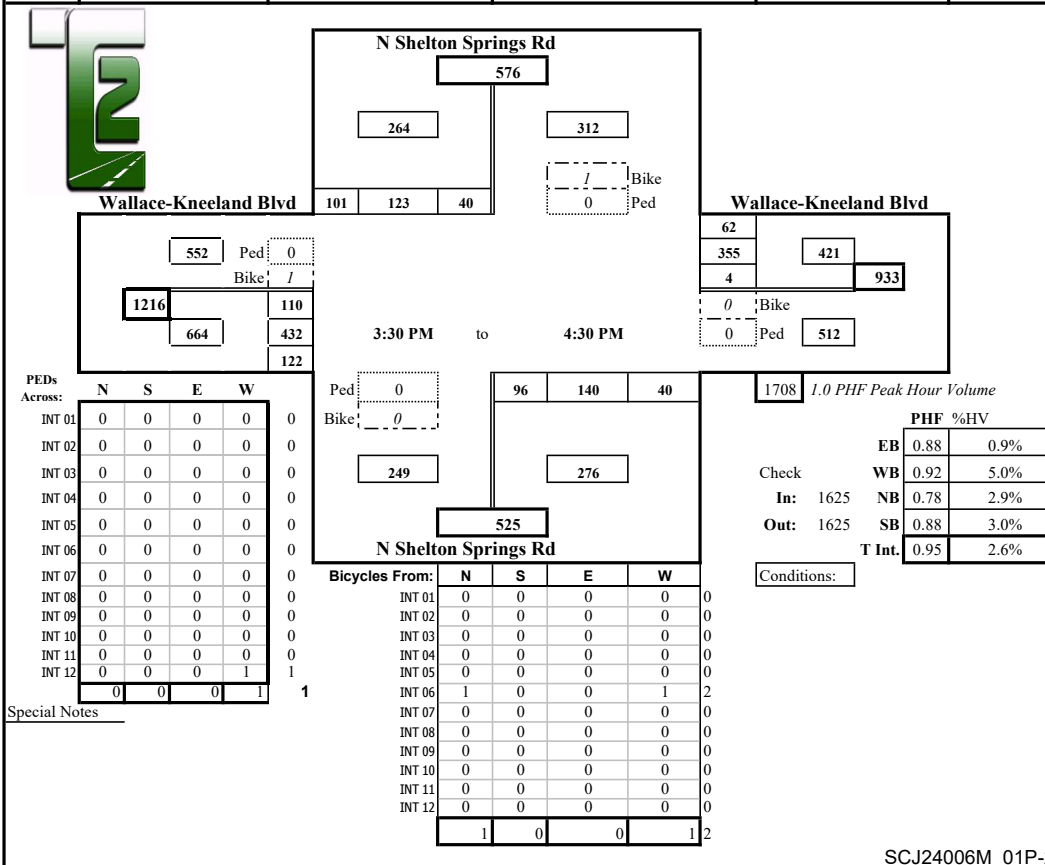 T2
N Shelton Springs Rd
576
264 312
1 Bike
0 Ped
Wallace-Kneeland Blvd 101 123 40 Wallace-Kneeland Blvd
62
552 Ped 0 355 421
Bike 1 4 933
1216 110 0 Bike
664 432 3:30 PM to 4:30 PM 0 Ped 512
122
PEDs Across: N S E W Ped 0 96 140 40 1708 1.0 PHF Peak Hour Volume
INT 01 0 0 0 0 0 Bike 0 PHF %HV
INT 02 0 0 0 0 0 EB 0.88 0.9%
INT 03 0 0 0 0 0 249 276 Check WB 0.92 5.0%
INT 04 0 0 0 0 0 In: 1625 NB 0.78 2.9%
INT 05 0 0 0 0 0 525 Out: 1625 SB 0.88 3.0%
INT 06 0 0 0 0 0 N Shelton Springs Rd T Int. 0.95 2.6%
INT 07 0 0 0 0 0 Bicycles From: N S E W Conditions:
INT 08 0 0 0 0 0 INT 01 0 0 0 0 0
INT 09 0 0 0 0 0 INT 02 0 0 0 0 0
INT 10 0 0 0 0 0 INT 03 0 0 0 0 0
INT 11 0 0 0 0 0 INT 04 0 0 0 0 0
INT 12 0 0 0 1 1 INT 05 0 0 0 0 0
0 0 0 1 1 INT 06 1 0 0 1 2
Special Notes INT 07 0 0 0 0 0
INT 08 0 0 0 0 0
INT 09 0 0 0 0 0
INT 10 0 0 0 0 0
INT 11 0 0 0 0 0
INT 12 0 0 0 0 0
1 0 0 1 2
SCJ24006M_01P-